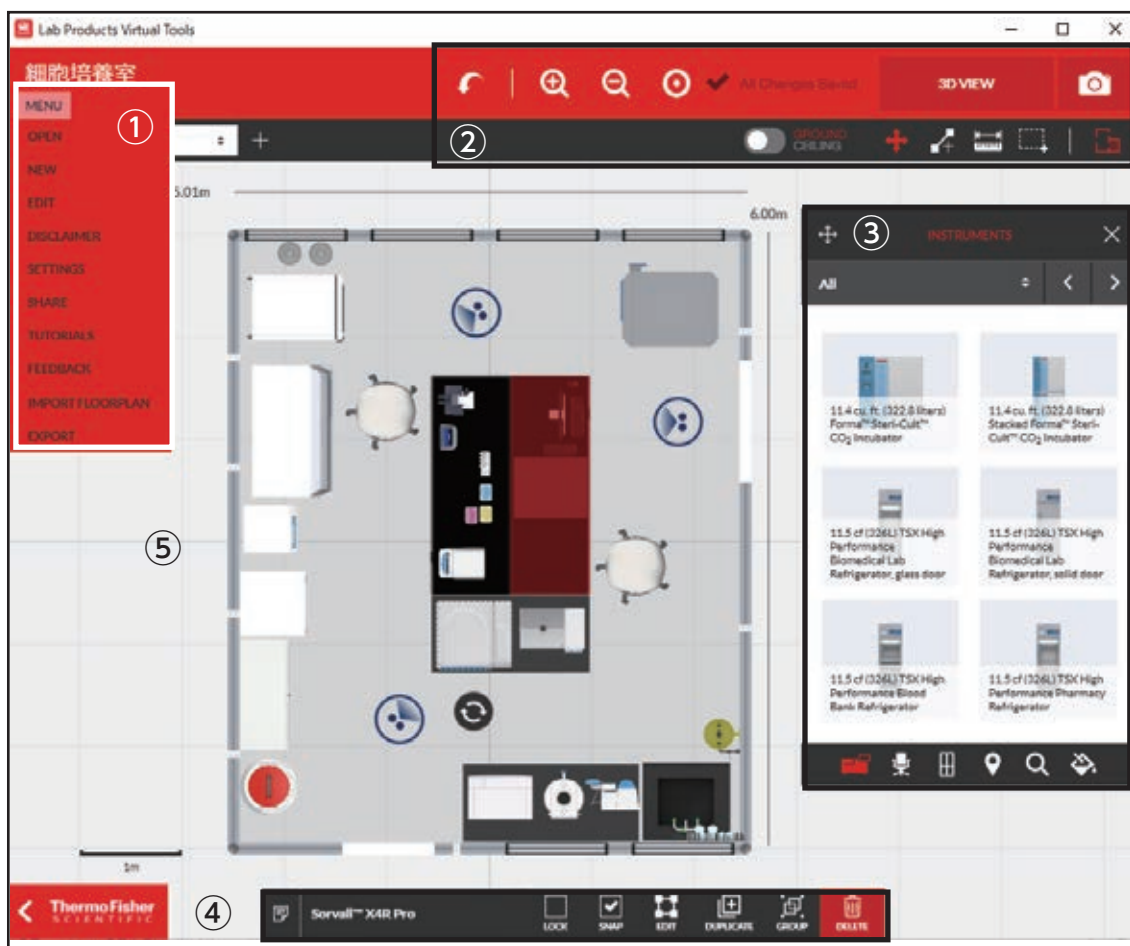 Lab Products Virtual Tools
細胞培養室
MENU
①
OPEN
NEW
EDIT
DISCLAIMER
SETTINGS
SHARE
TUTORIALS
FEEDBACK
IMPORT FLOORPLAN
EXPORT
All Changes Saved
3D VIEW
②
GROUND
CEILING
5.01m
6.00m
③
INSTRUMENTS
All
11.4 cu. ft. (322.8 liters)
Forma™ Steri-Cult™
CO₂ Incubator
11.4 cu. ft. (322.8 liters)
Stacked Forma™ Steri-
Cult™ CO₂ Incubator
11.5 cf (326L) TSX High
Performance
Biomedical Lab
Refrigerator, glass door
11.5 cf (326L) TSX High
Performance
Biomedical Lab
Refrigerator, solid door
11.5 cf (326L) TSX High
Performance Blood
Bank Refrigerator
11.5 cf (326L) TSX High
Performance Pharmacy
Refrigerator
⑤
1m
ThermoFisher
SCIENTIFIC
④
Sorvall™ X4R Pro
LOCK
SNAP
EDIT
DUPLICATE
GROUP
DELETE